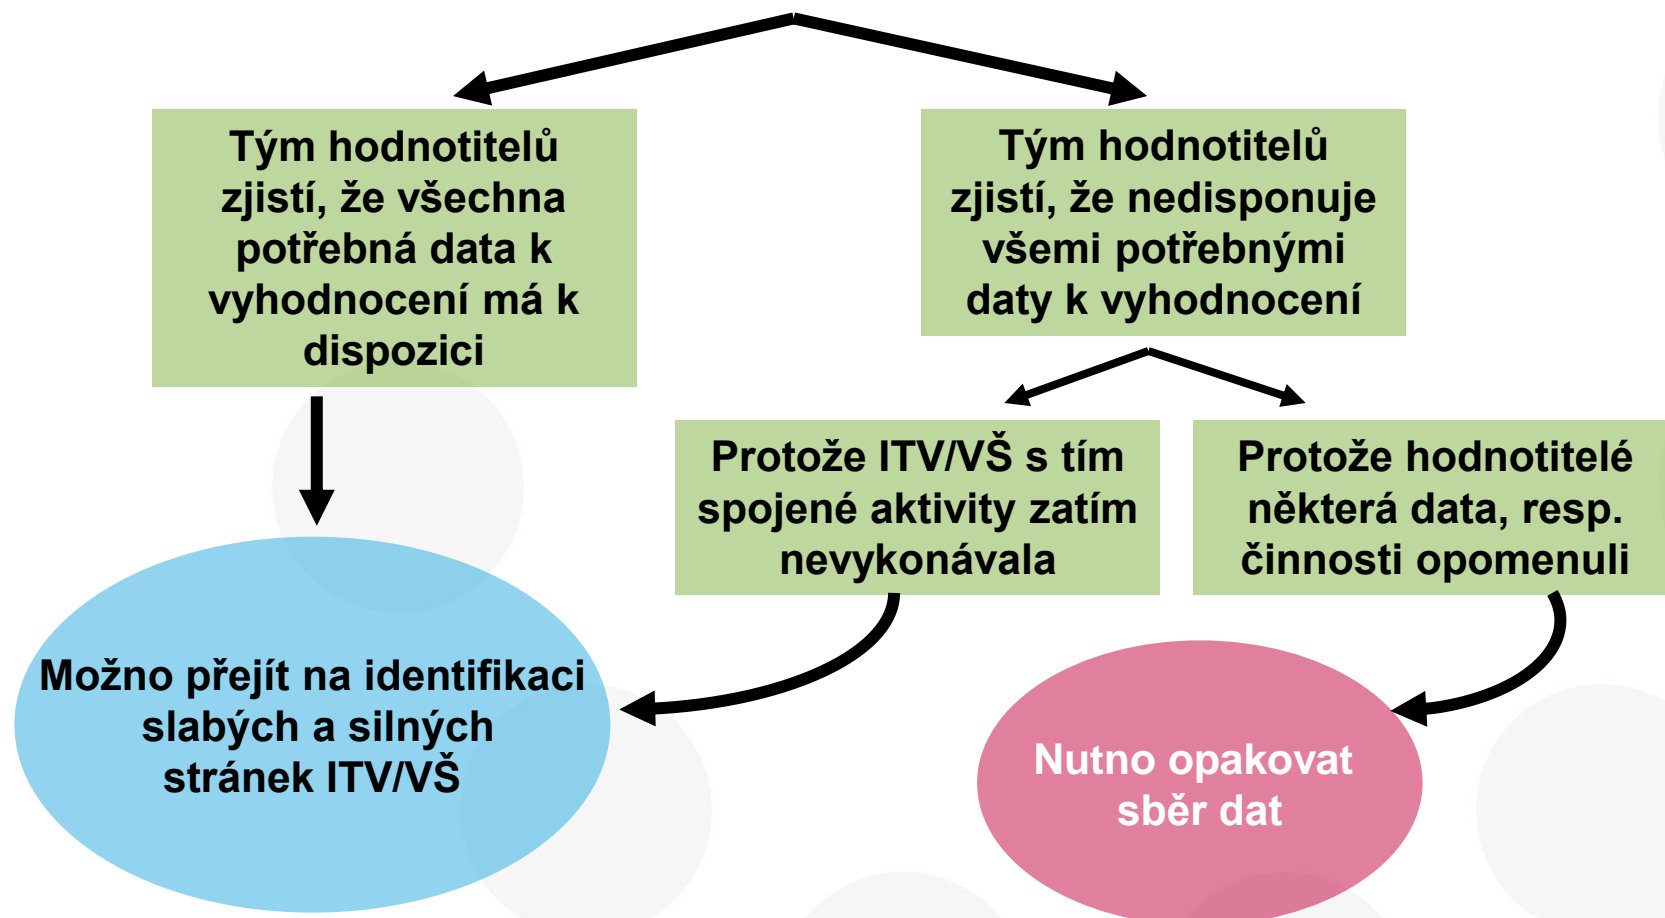 Tým hodnotitelů
zjistí, že všechna
potřebná data k
vyhodnocení má k
dispozici
Tým hodnotitelů
zjistí, že nedisponuje
všemi potřebnými
daty k vyhodnocení
Protože ITV/VŠ s tím
spojené aktivity zatím
nevykonávala
Protože hodnotitelé
některá data, resp.
činnosti opomenuli
Možno přejít na identifikaci
slabých a silných
stránek ITV/VŠ
Nutno opakovat
sběr dat